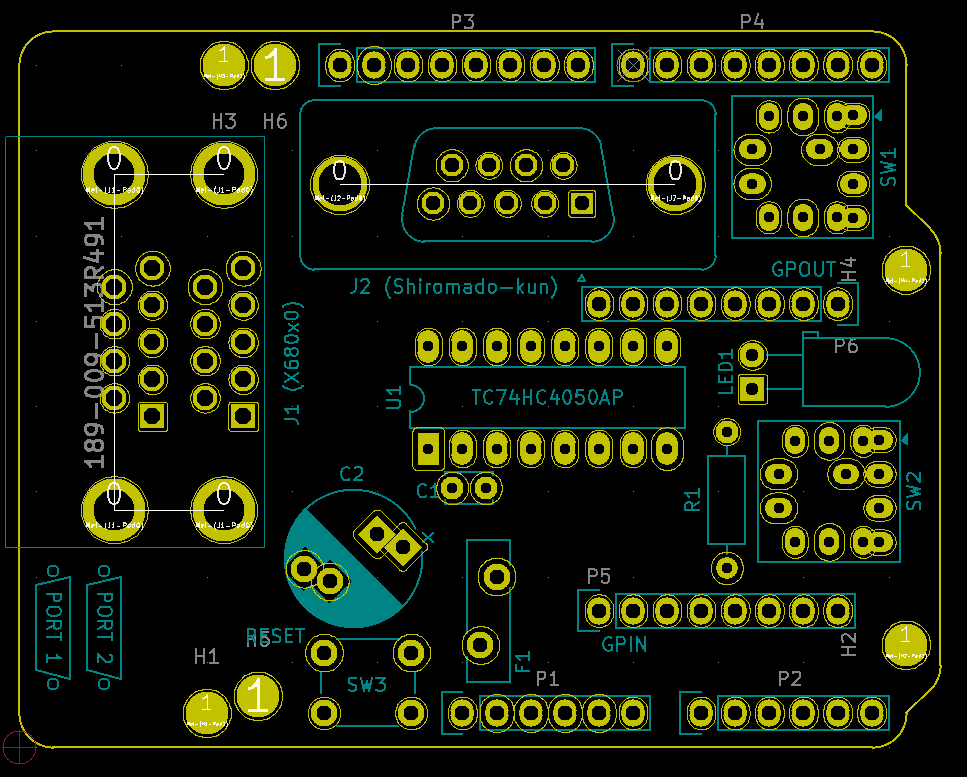 P3
P4
1
1
H3
H6
SW1
0
0
0
0
J2 (Shiromado-kun)
GPOUT
H4
1
189-009-513R491
J1 (X680x0)
U1
TC74HC4050AP
LED1
P6
C1
C2
+
R1
SW2
0
0
PORT 1
PORT 2
RESET
H5
H1
1
1
SW3
F1
P5
GPIN
H2
1
P1
P2